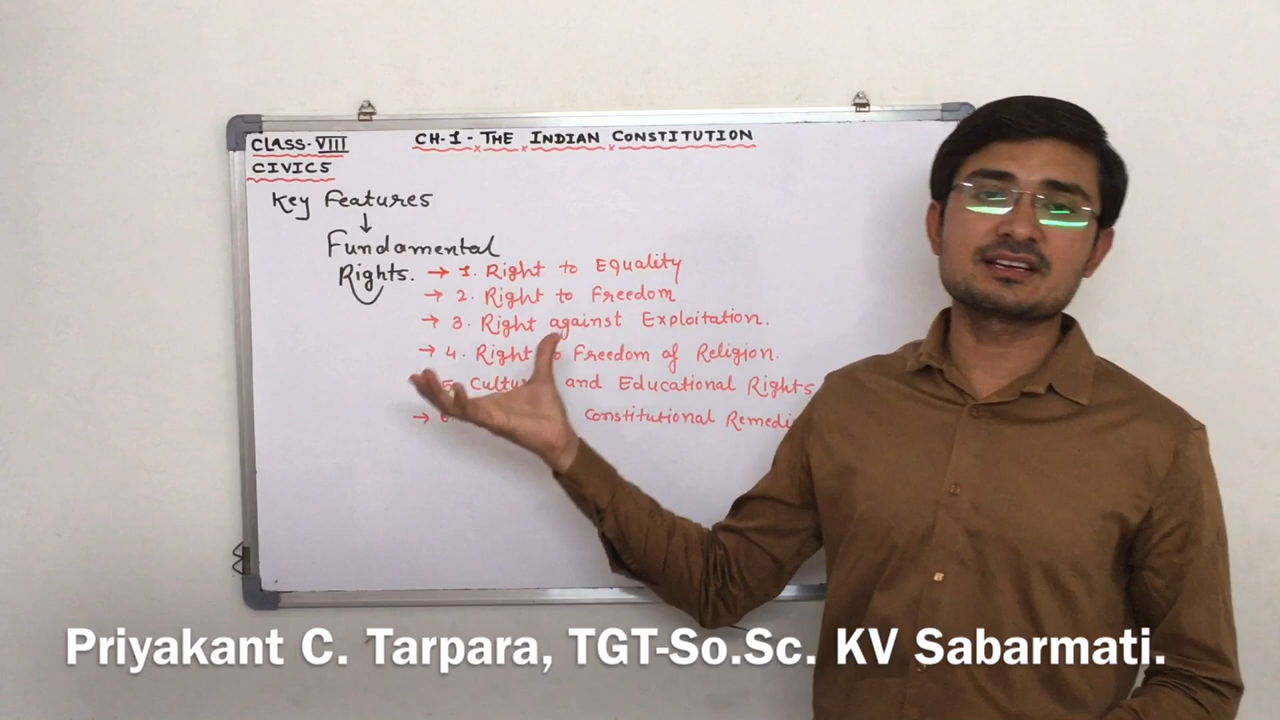 CLASS-VIII
CIVICS
CH-1-THE INDIAN CONSTITUTION
Key Features
↓
Fundamental
Rights.
→ 1. Right to Equality
→ 2. Right to Freedom
→ 3. Right against Exploitation.
→ 4. Right Freedom of Religion.
5. and Educational Rights
→ 6. Constitutional
Priyakant C. Tarpara, TGT-So.Sc. KV Sabarmati.